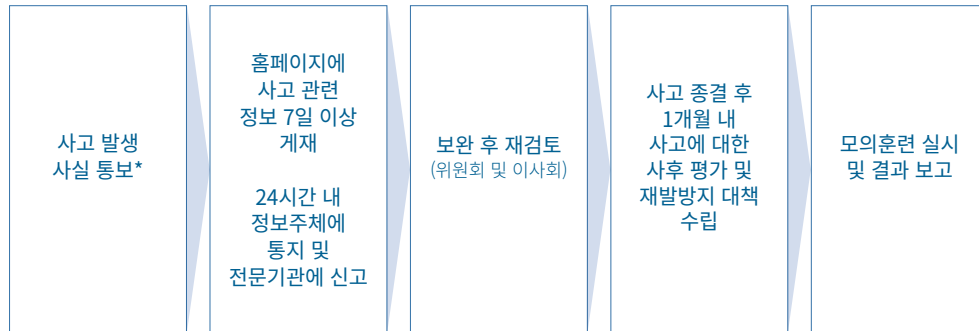 사고 발생
사실 통보*
홈페이지에
사고 관련
정보 7일 이상
게재
24시간 내
정보주체에
통지 및
전문기관에 신고
보완 후 재검토
(위원회 및 이사회)
사고 종결 후
1개월 내
사고에 대한
사후 평가 및
재발방지 대책
수립
모의훈련 실시
및 결과 보고